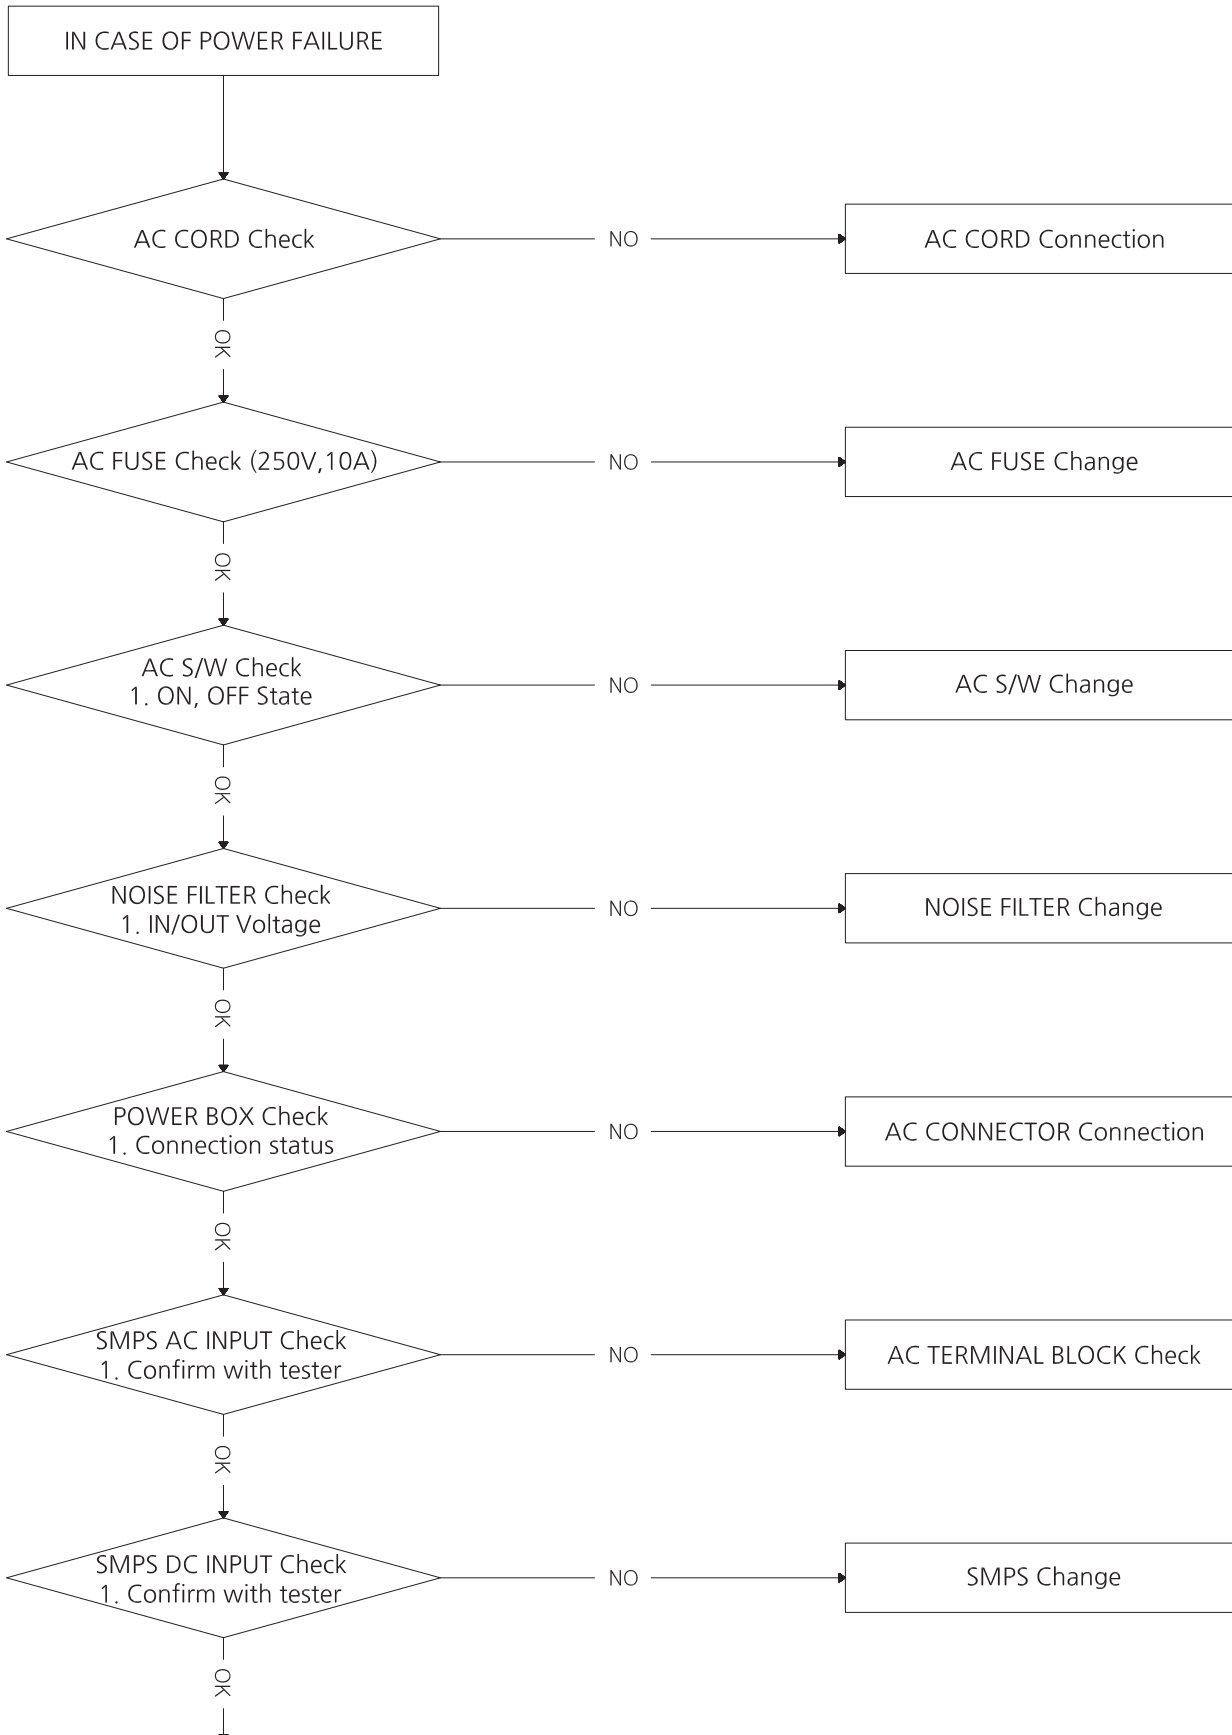 IN CASE OF POWER FAILURE
AC CORD Check
NO
AC CORD Connection
OK
AC FUSE Check (250V,10A)
NO
AC FUSE Change
OK
AC S/W Check
1. ON, OFF State
NO
AC S/W Change
OK
NOISE FILTER Check
1. IN/OUT Voltage
NO
NOISE FILTER Change
OK
POWER BOX Check
1. Connection status
NO
AC CONNECTOR Connection
OK
SMPS AC INPUT Check
1. Confirm with tester
NO
AC TERMINAL BLOCK Check
OK
SMPS DC INPUT Check
1. Confirm with tester
NO
SMPS Change
OK